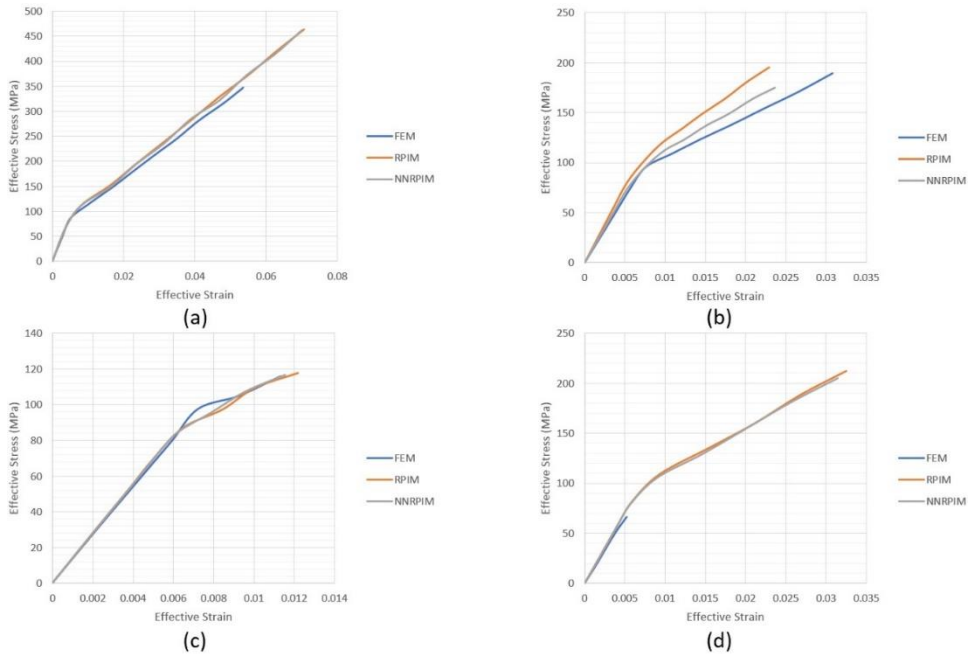 500
450
400
350
300
250
200
150
100
50
0
Effective Stress (MPa)
0 0.02 0.04 0.06 0.08
Effective Strain
FEM
RPIM
NNRPIM
(a)
250
200
150
100
50
0
Effective Stress (MPa)
0 0.005 0.01 0.015 0.02 0.025 0.03 0.035
Effective Strain
FEM
RPIM
NNRPIM
(b)
140
120
100
80
60
40
20
0
Effective Stress (MPa)
0 0.002 0.004 0.006 0.008 0.01 0.012 0.014
Effective Strain
FEM
RPIM
NNRPIM
(c)
250
200
150
100
50
0
Effective Stress (MPa)
0 0.005 0.01 0.015 0.02 0.025 0.03 0.035
Effective Strain
FEM
RPIM
NNRPIM
(d)